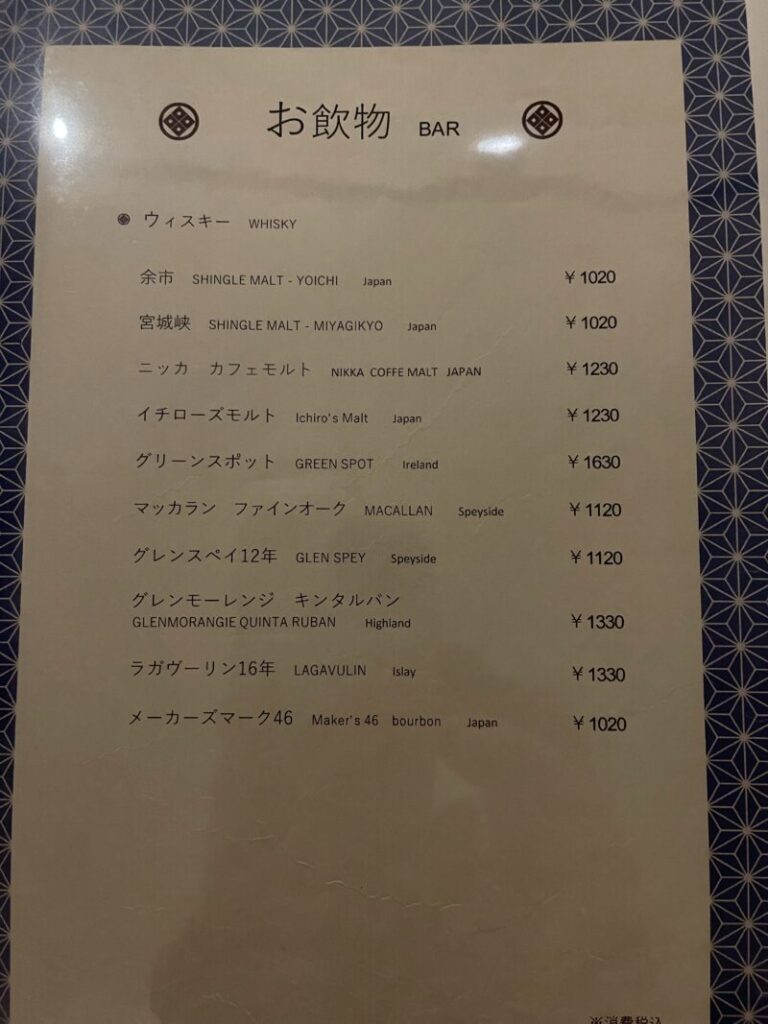 お飲物 BAR
ウィスキー WHISKY
余市 SHINGLE MALT - YOICHI Japan ￥1020
宮城峡 SHINGLE MALT - MIYAGIKYO Japan ￥1020
ニッカ カフェモルト NIKKA COFFE MALT JAPAN ￥1230
イチローズモルト Ichiro's Malt Japan ￥1230
グリーンスポット GREEN SPOT Ireland ￥1630
マッカラン ファインオーク MACALLAN Speyside ￥1120
グレンスペイ12年 GLEN SPEY Speyside ￥1120
グレンモーレンジ キンタルバン
GLENMORANGIE QUINTA RUBAN Highland ￥1330
ラガヴーリン16年 LAGAVULIN Islay ￥1330
メーカーズマーク46 Maker's 46 bourbon Japan ￥1020
※消費税込